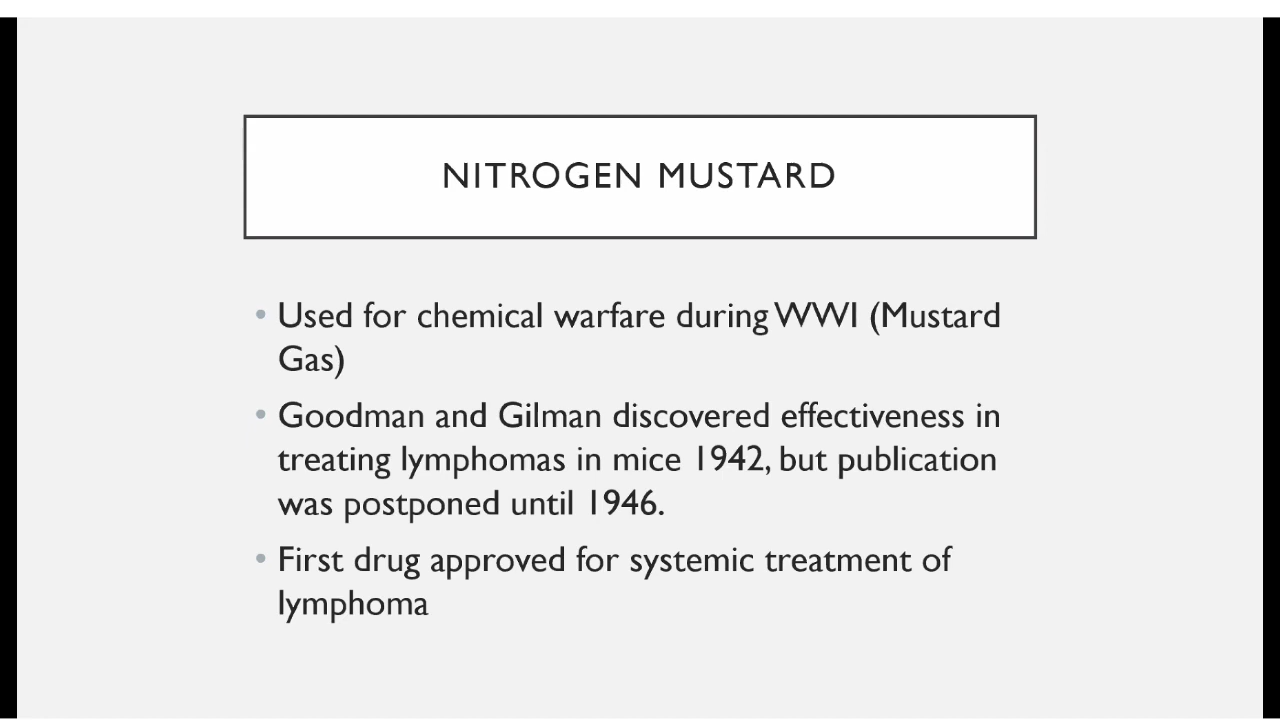 NITROGEN MUSTARD
• Used for chemical warfare during WWI (Mustard
Gas)
• Goodman and Gilman discovered effectiveness in
treating lymphomas in mice 1942, but publication
was postponed until 1946.
• First drug approved for systemic treatment of
lymphoma